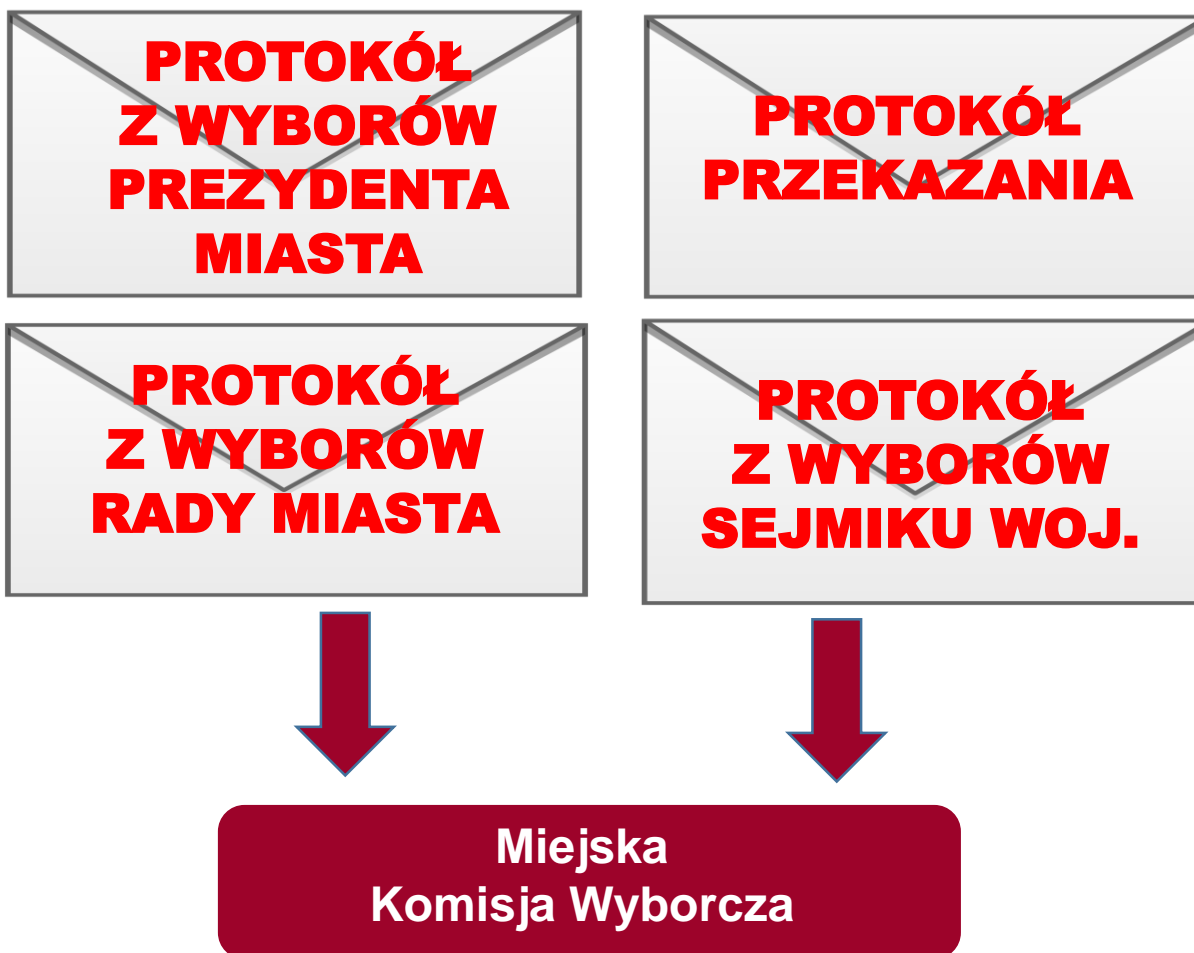 PROTOKÓŁ
Z WYBORÓW
PREZYDENTA
MIASTA
PROTOKÓŁ
PRZEKAZANIA
PROTOKÓŁ
Z WYBORÓW
RADY MIASTA
PROTOKÓŁ
Z WYBORÓW
SEJMIKU WOJ.
Miejska
Komisja Wyborcza